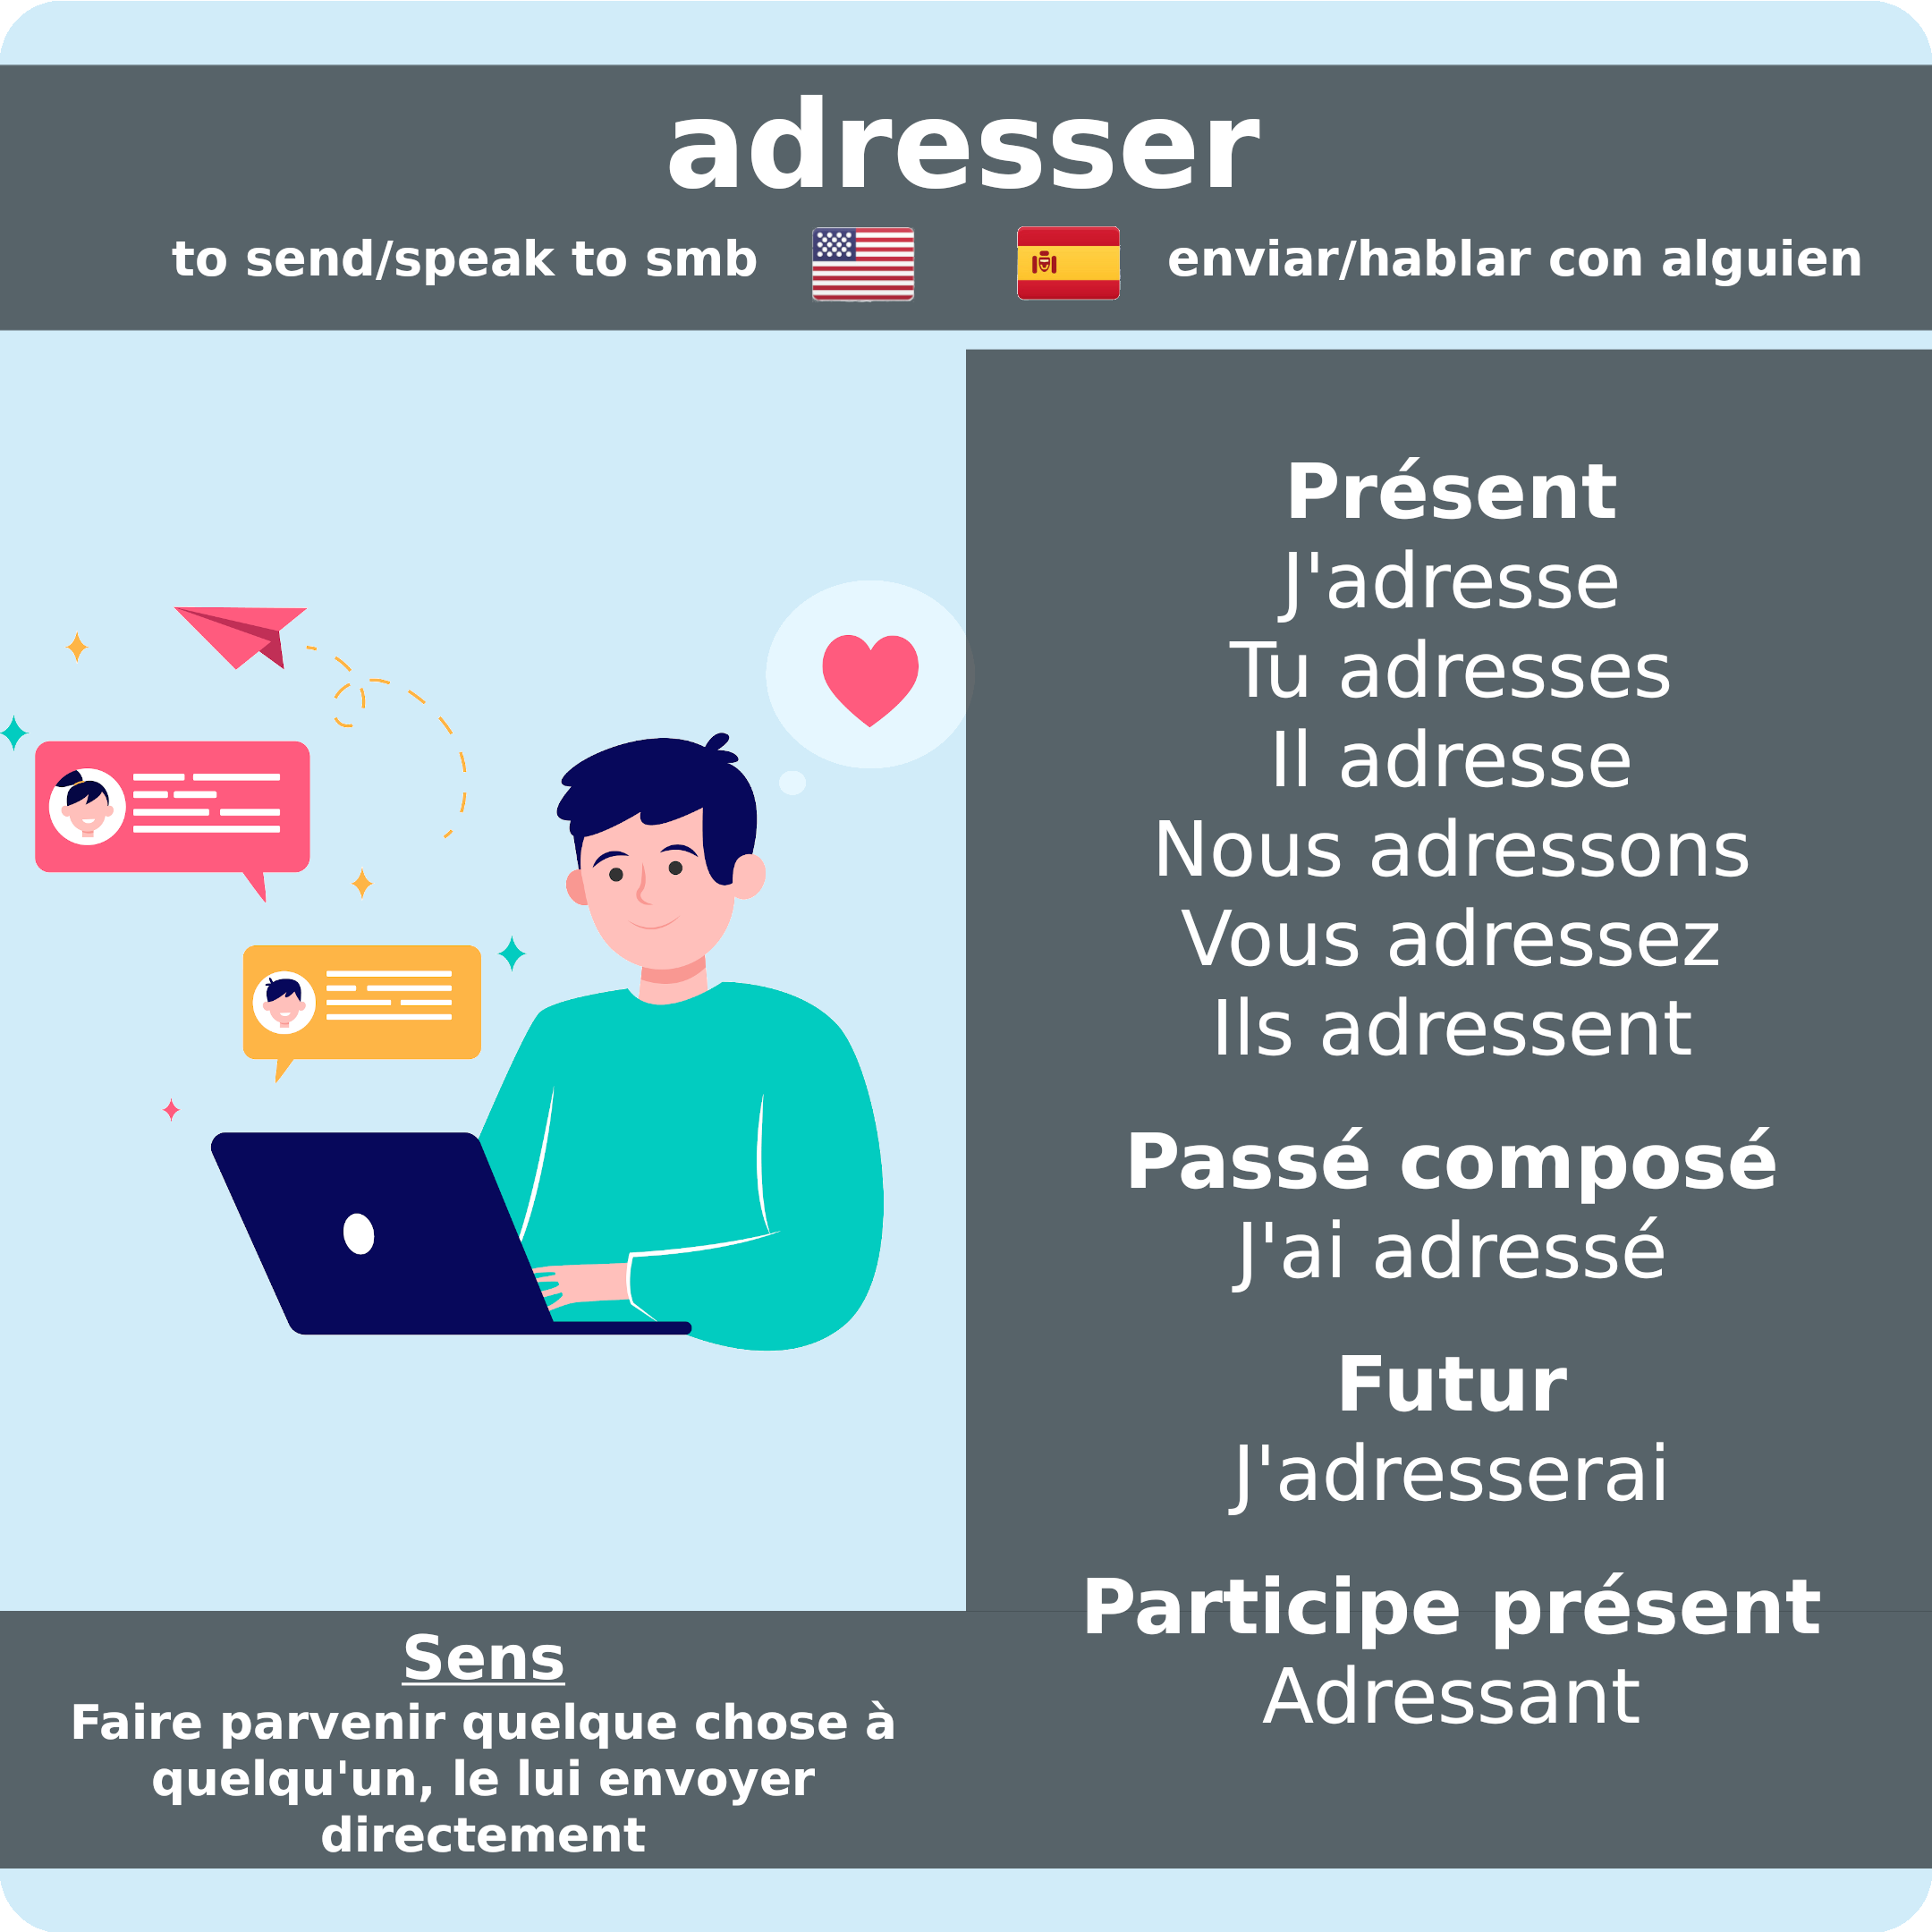 adresser
to send/speak to smb
enviar/hablar con alguien
Présent
J'adresse
Tu adresses
Il adresse
Nous adressons
Vous adressez
Ils adressent
Passé composé
J'ai adressé
Futur
J'adresserai
Participe présent
Adressant
Sens
Faire parvenir quelque chose à
quelqu'un, le lui envoyer
directement